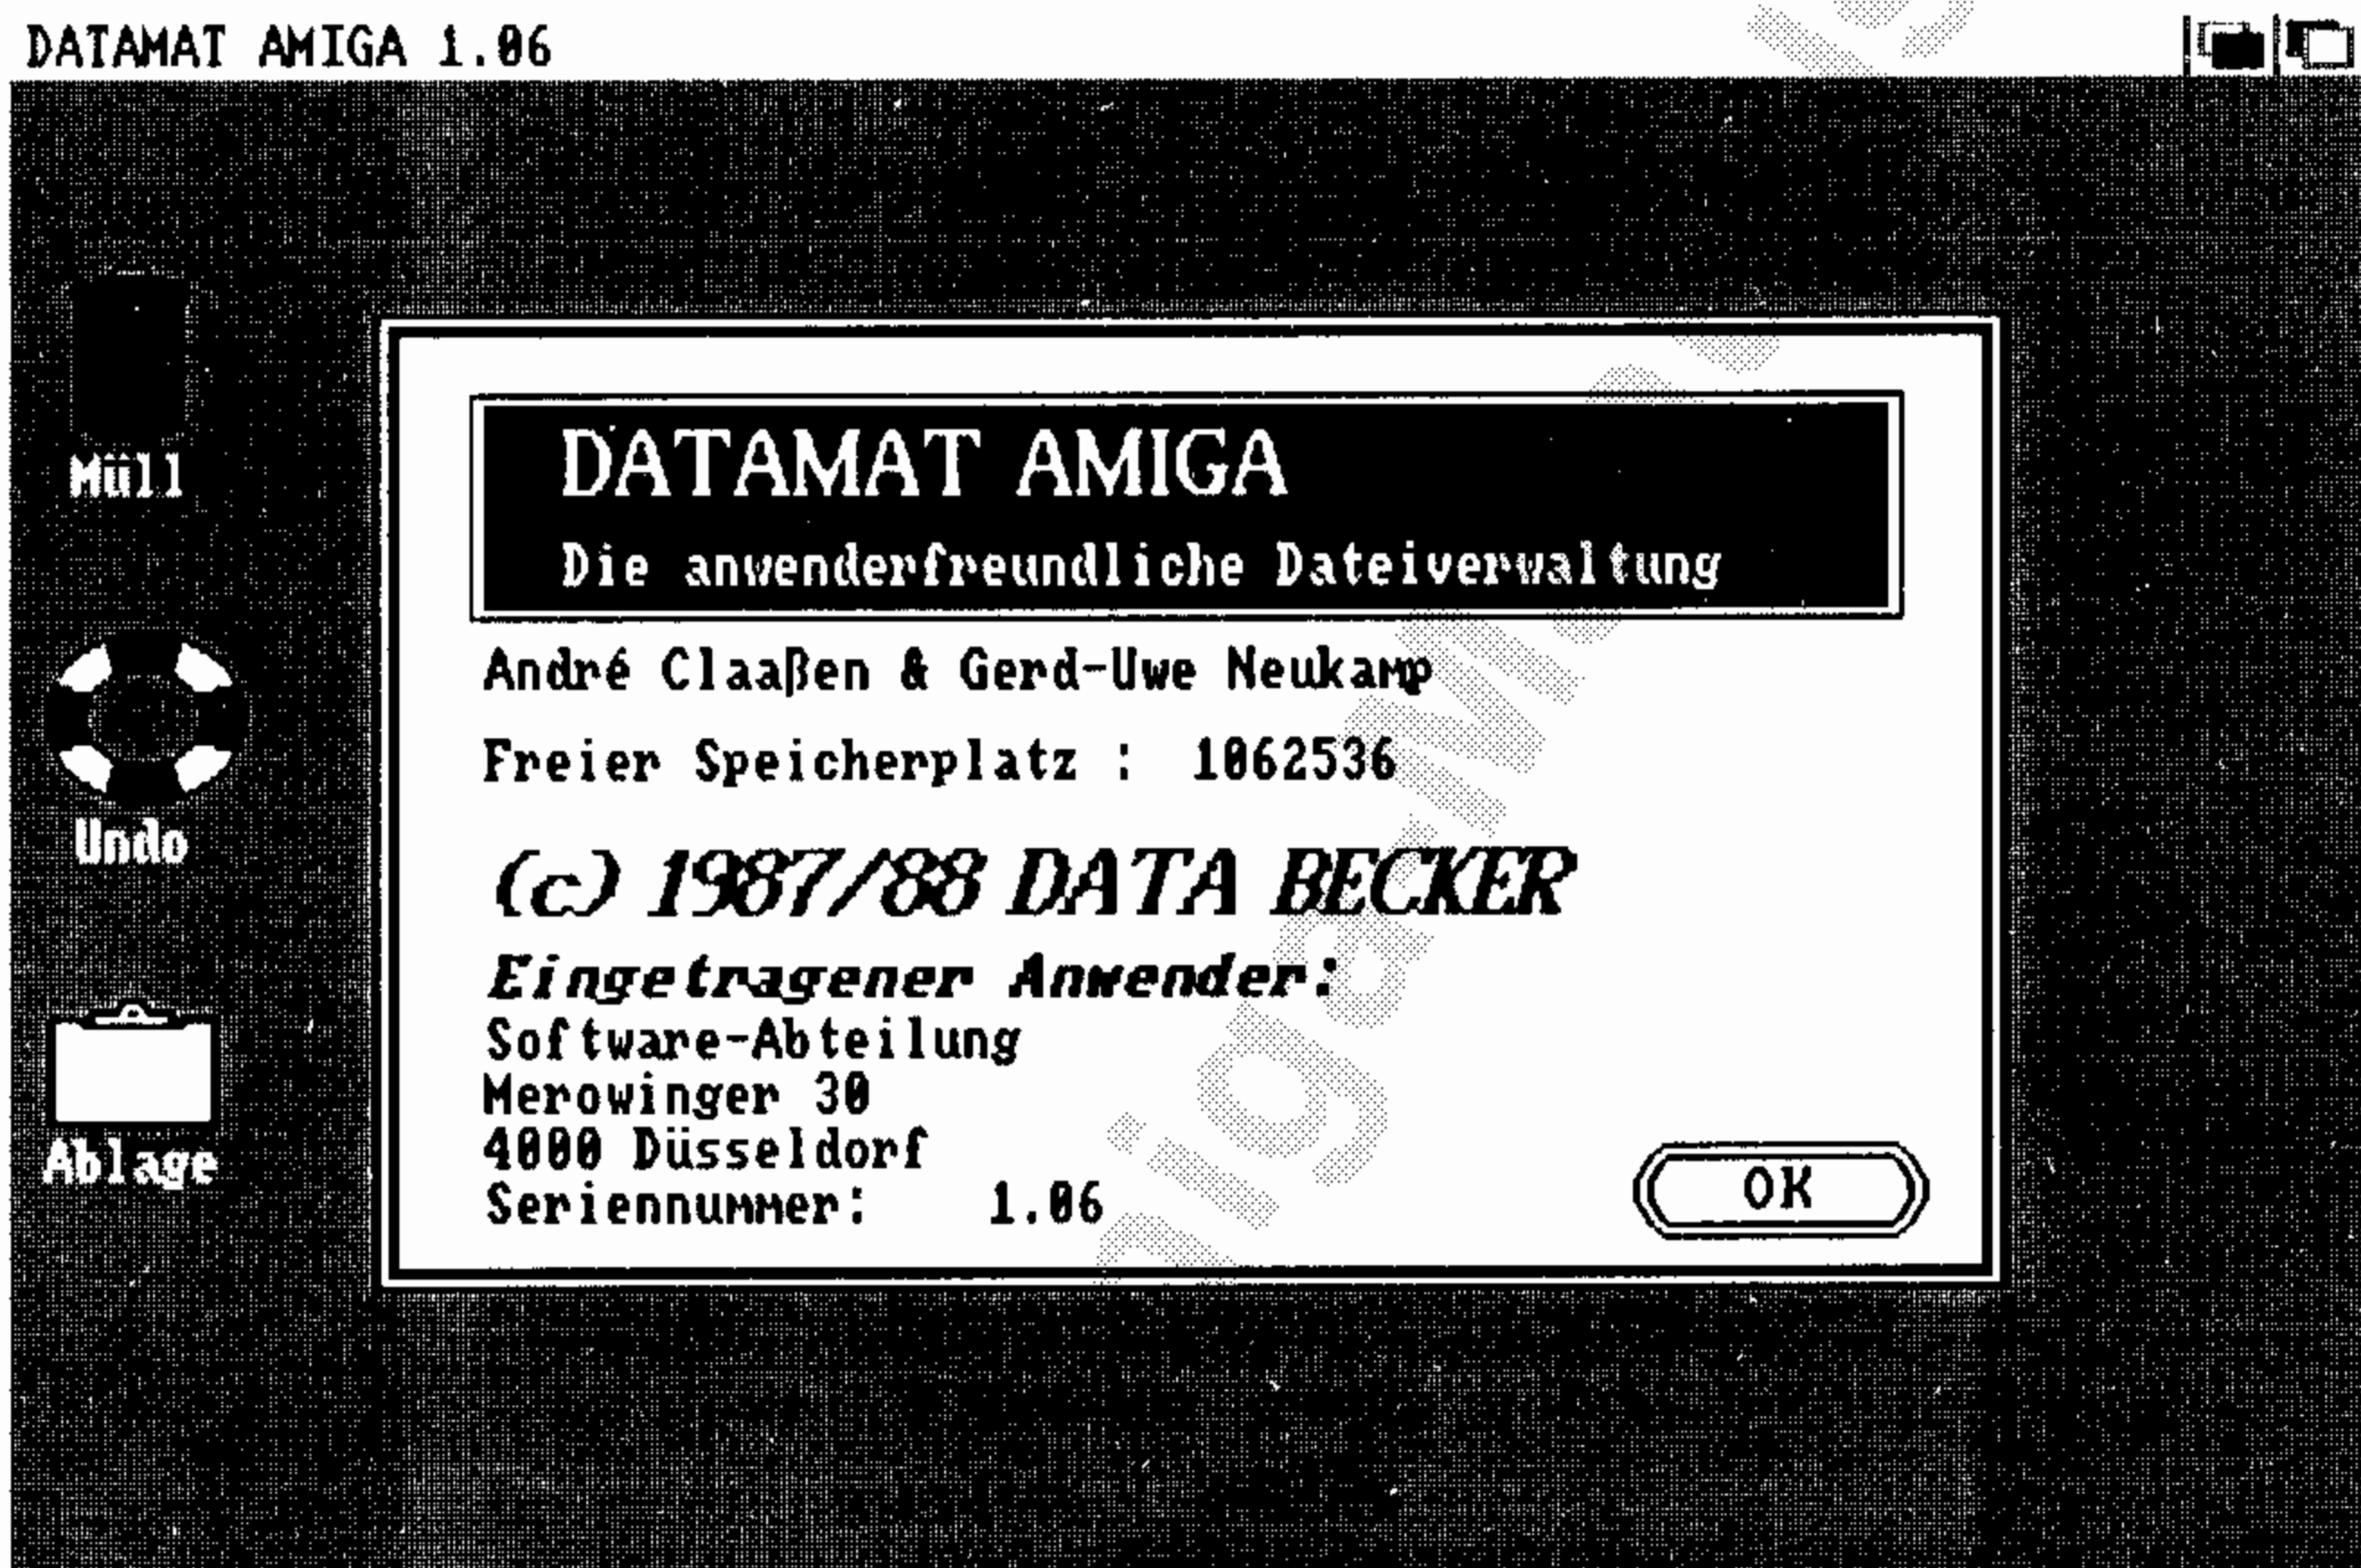 DATAMAT AMIGA 1.06
Müll
Undo
Ablage
DATAMAT AMIGA
Die anwenderfreundliche Dateiverwaltung
André Claaßen & Gerd-Uwe Neukamp
Freier Speicherplatz : 1062536
(c) 1987/88 DATA BECKER
Eingetragener Anwender:
Software-Abteilung
Merowinger 30
4000 Düsseldorf
Seriennummer: 1.06
OK